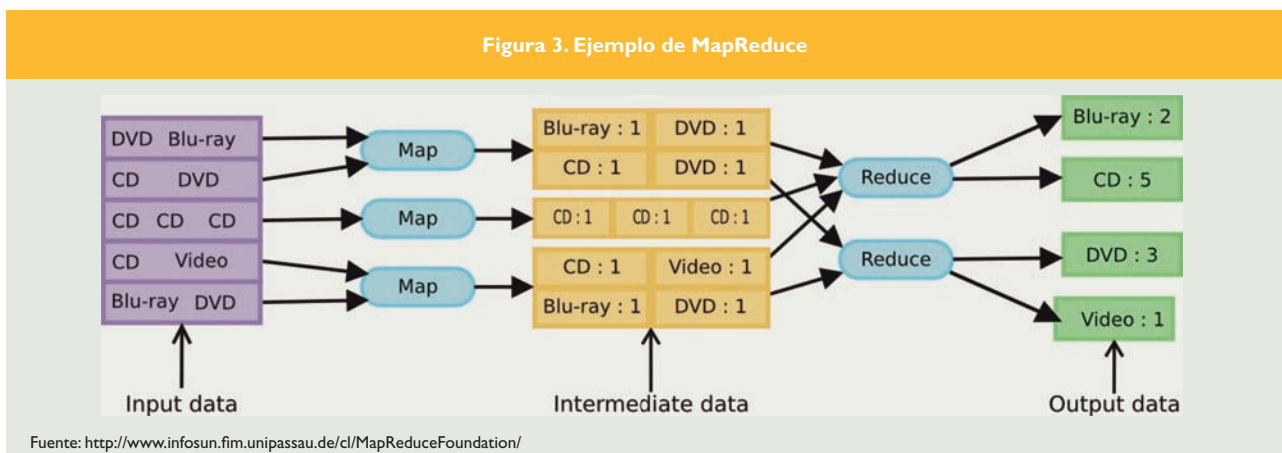 Figura 3. Ejemplo de MapReduce
DVD Blu-ray
CD DVD
CD CD CD
CD Video
Blu-ray DVD
Input data
Map
Map
Map
Blu-ray : 1 DVD : 1
CD : 1 DVD : 1
CD : 1 CD : 1 CD : 1
CD : 1 Video : 1
Blu-ray : 1 DVD : 1
Intermediate data
Reduce
Reduce
Blu-ray : 2
CD : 5
DVD : 3
Video : 1
Output data
Fuente: http://www.infosun.fim.unipassau.de/cl/MapReduceFoundation/